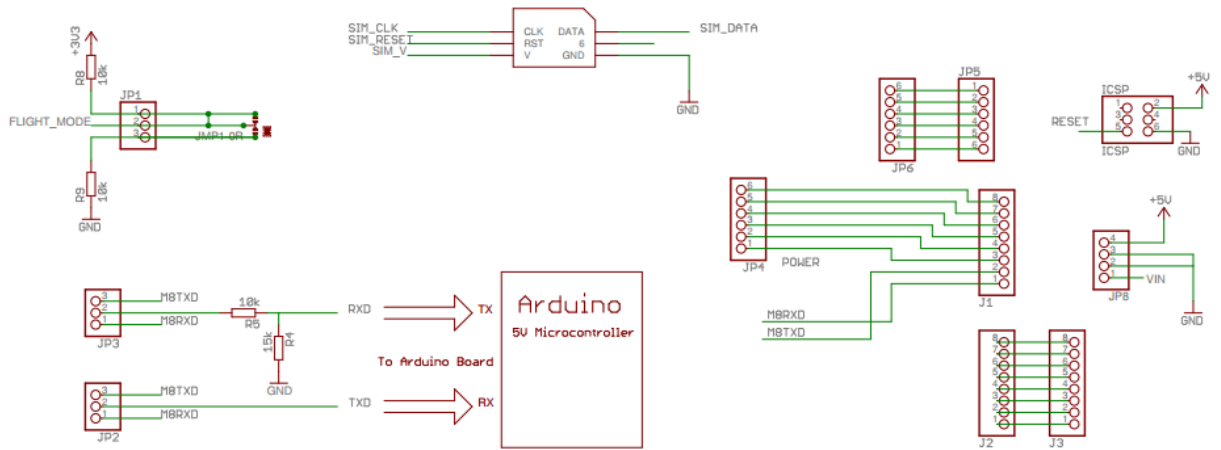 +3V3
R8
10k
JP1
1
2
3
FLIGHT_MODE
JMP1 0R
R9
10k
GND
SIM_CLK
SIM_RESET
SIM_V
CLK
RST
V
DATA
6
GND
SIM_DATA
GND
JP5
6
5
4
3
2
1
1
2
3
4
5
6
JP6
ICSP
+5V
1
3
5
2
4
6
RESET
ICSP
GND
6
5
4
3
2
1
JP4
POWER
8
7
6
5
4
3
2
1
J1
M8RXD
M8TXD
+5V
4
3
2
1
VIN
JP8
GND
3
2
1
M8TXD
M8RXD
JP3
10k
R5
15k
R4
GND
RXD
TX
Arduino
5V Microcontroller
To Arduino Board
3
2
1
M8TXD
M8RXD
JP2
TXD
RX
8
7
6
5
4
3
2
1
J2
8
7
6
5
4
3
2
1
J3